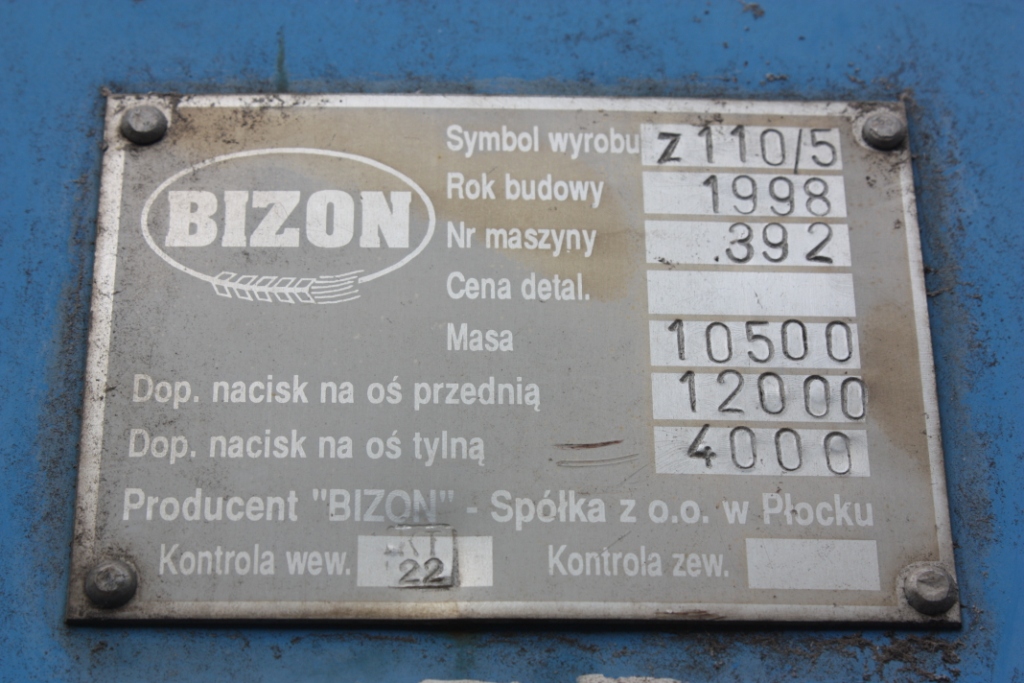 BIZON
Symbol wyrobu Z110/5
Rok budowy 1998
Nr maszyny 392
Cena detal.
Masa 10500
Dop. nacisk na oś przednią 12000
Dop. nacisk na oś tylną 4000
Producent "BIZON" - Spółka z o.o. w Płocku
Kontrola wew. 22 Kontrola zew.